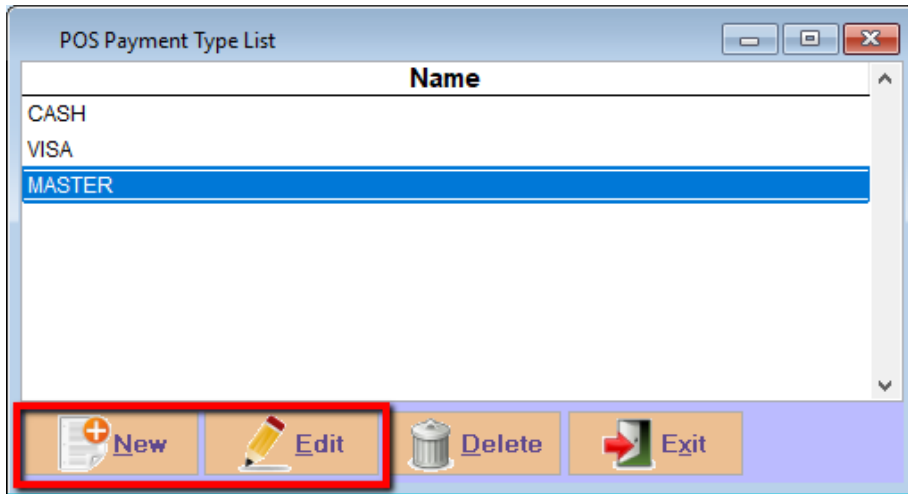 POS Payment Type List
Name
CASH
VISA
MASTER
New Edit Delete Exit